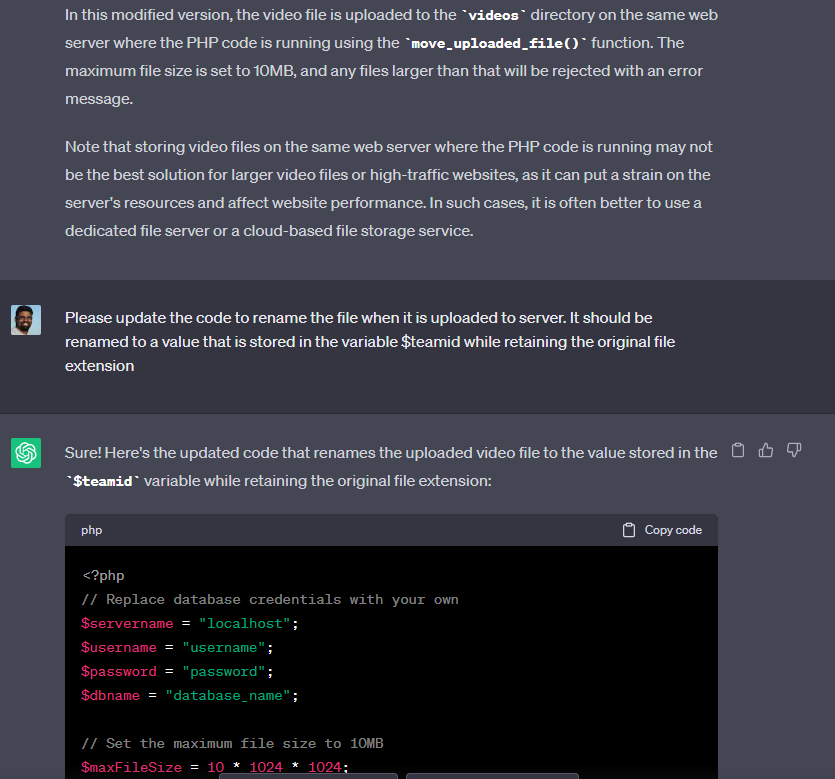 In this modified version, the video file is uploaded to the `videos` directory on the same web
server where the PHP code is running using the `move_uploaded_file()` function. The
maximum file size is set to 10MB, and any files larger than that will be rejected with an error
message.
Note that storing video files on the same web server where the PHP code is running may not
be the best solution for larger video files or high-traffic websites, as it can put a strain on the
server's resources and affect website performance. In such cases, it is often better to use a
dedicated file server or a cloud-based file storage service.
Please update the code to rename the file when it is uploaded to server. It should be
renamed to a value that is stored in the variable $teamid while retaining the original file
extension
Sure! Here's the updated code that renames the uploaded video file to the value stored in the
`$teamid` variable while retaining the original file extension:
php
Copy code
<?php
// Replace database credentials with your own
$servername = "localhost";
$username = "username";
$password = "password";
$dbname = "database_name";
// Set the maximum file size to 10MB
$maxFileSize = 10 * 1024 * 1024;